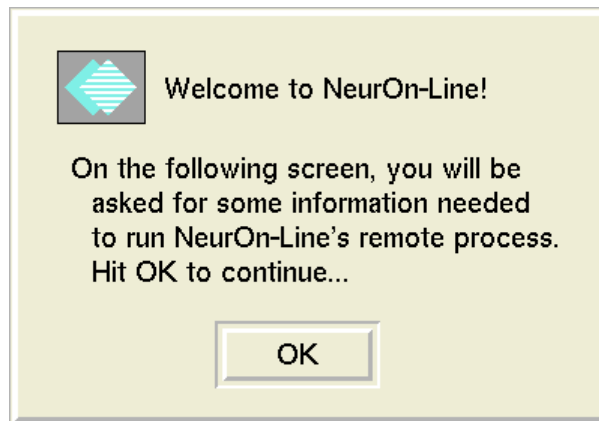 Welcome to NeurOn-Line!
On the following screen, you will be
asked for some information needed
to run NeurOn-Line's remote process.
Hit OK to continue...
OK